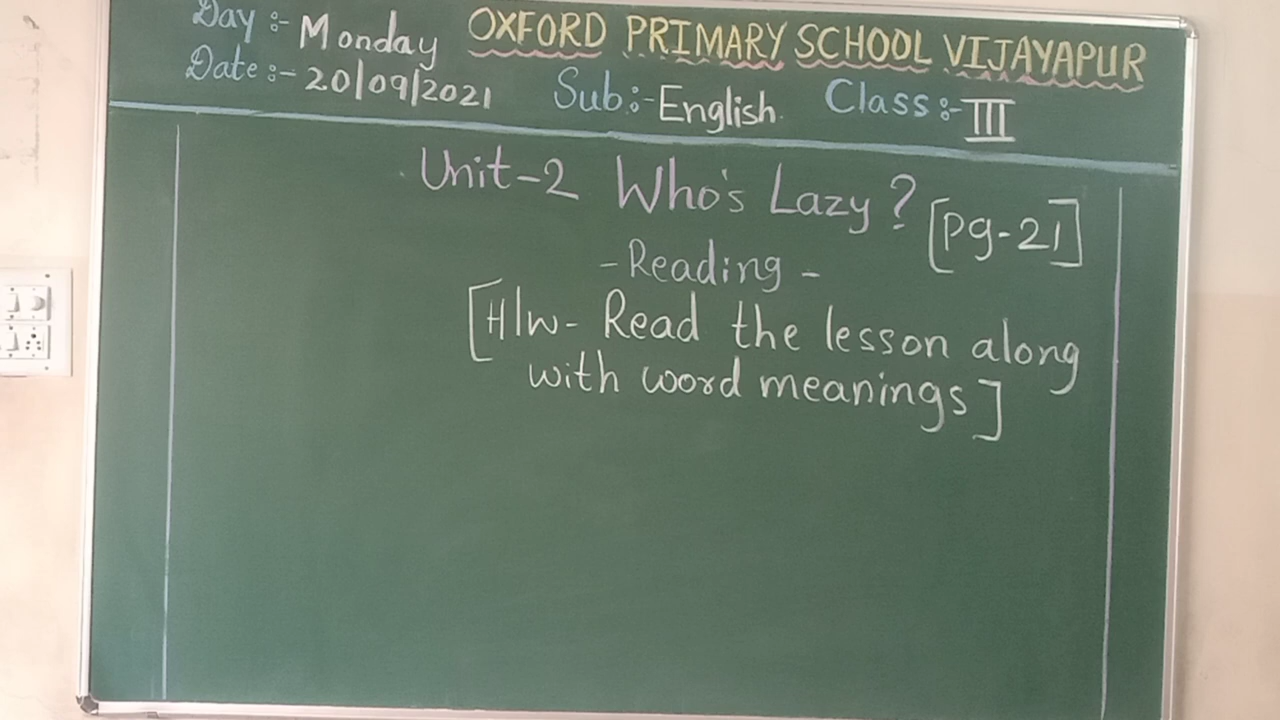 Day :- Monday OXFORD PRIMARY SCHOOL VIJAYAPUR
Date :- 20/09/2021 Sub :- English. Class :- III
Unit-2 Who's Lazy ? [Pg-21]
- Reading -
[H/w- Read the lesson along
with word meanings]